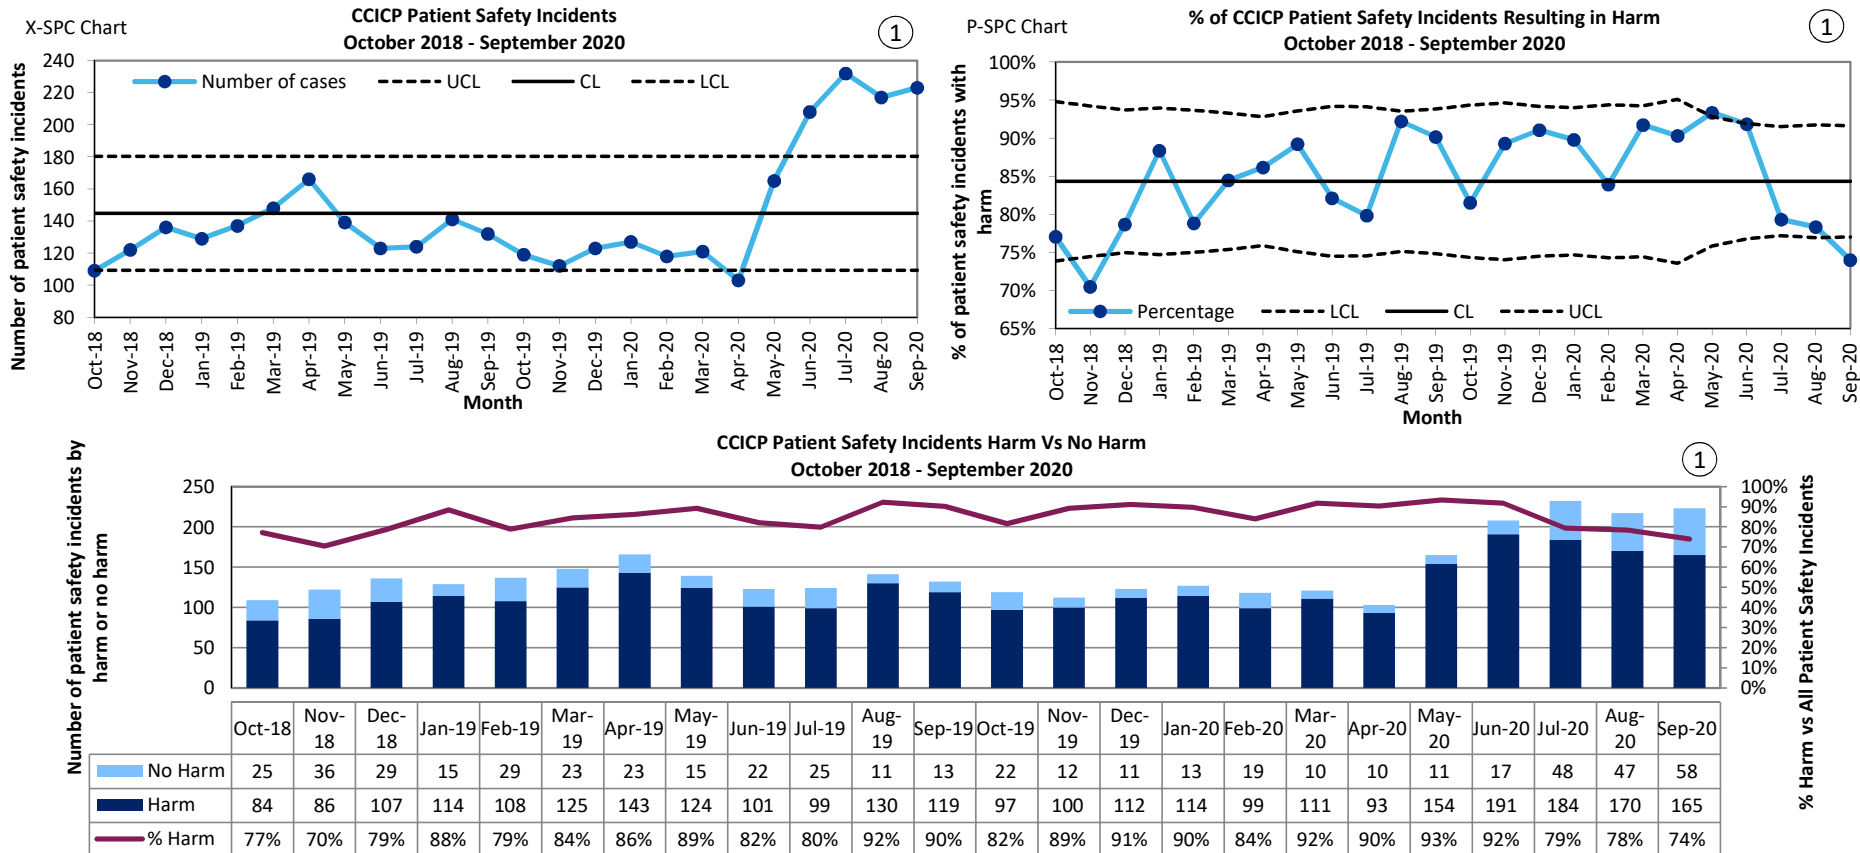 X-SPC Chart
CCICP Patient Safety Incidents
October 2018 - September 2020
1
Number of patient safety incidents
240
220
200
180
160
140
120
100
80
Number of cases UCL CL LCL
Oct-18 Nov-18 Dec-18 Jan-19 Feb-19 Mar-19 Apr-19 May-19 Jun-19 Jul-19 Aug-19 Sep-19 Oct-19 Nov-19 Dec-19 Jan-20 Feb-20 Mar-20 Apr-20 May-20 Jun-20 Jul-20 Aug-20 Sep-20
Month
P-SPC Chart
% of CCICP Patient Safety Incidents Resulting in Harm
October 2018 - September 2020
1
% of patient safety incidents with
harm
100%
95%
90%
85%
80%
75%
70%
65%
Percentage LCL CL UCL
Oct-18 Nov-18 Dec-18 Jan-19 Feb-19 Mar-19 Apr-19 May-19 Jun-19 Jul-19 Aug-19 Sep-19 Oct-19 Nov-19 Dec-19 Jan-20 Feb-20 Mar-20 Apr-20 May-20 Jun-20 Jul-20 Aug-20 Sep-20
Month
CCICP Patient Safety Incidents Harm Vs No Harm
October 2018 - September 2020
1
Number of patient safety incidents by
harm or no harm
250
200
150
100
50
0
100%
90%
80%
70%
60%
50%
40%
30%
20%
10%
0%
% Harm vs All Patient Safety Incidents
Oct-18 Nov-18 Dec-18 Jan-19 Feb-19 Mar-19 Apr-19 May-19 Jun-19 Jul-19 Aug-19 Sep-19 Oct-19 Nov-19 Dec-19 Jan-20 Feb-20 Mar-20 Apr-20 May-20 Jun-20 Jul-20 Aug-20 Sep-20
No Harm 25 36 29 15 29 23 23 15 22 25 11 13 22 12 11 13 19 10 10 11 17 48 47 58
Harm 84 86 107 114 108 125 143 124 101 99 130 119 97 100 112 114 99 111 93 154 191 184 170 165
% Harm 77% 70% 79% 88% 79% 84% 86% 89% 82% 80% 92% 90% 82% 89% 91% 90% 84% 92% 90% 93% 92% 79% 78% 74%